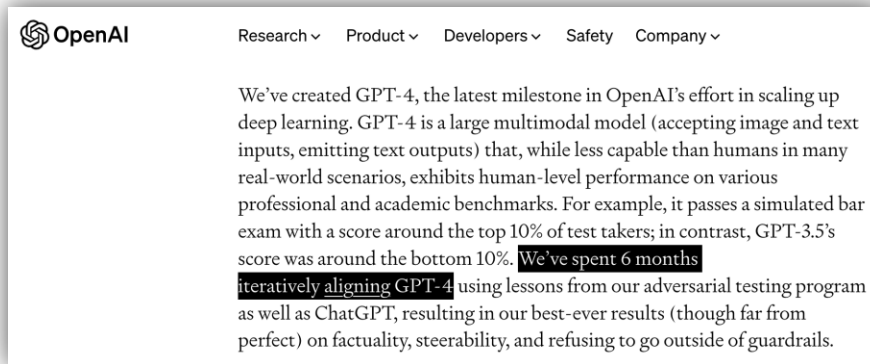 OpenAI
Research Product Developers Safety Company
We've created GPT-4, the latest milestone in OpenAI's effort in scaling up
deep learning. GPT-4 is a large multimodal model (accepting image and text
inputs, emitting text outputs) that, while less capable than humans in many
real-world scenarios, exhibits human-level performance on various
professional and academic benchmarks. For example, it passes a simulated bar
exam with a score around the top 10% of test takers; in contrast, GPT-3.5's
score was around the bottom 10%. We've spent 6 months
iteratively aligning GPT-4 using lessons from our adversarial testing program
as well as ChatGPT, resulting in our best-ever results (though far from
perfect) on factuality, steerability, and refusing to go outside of guardrails.